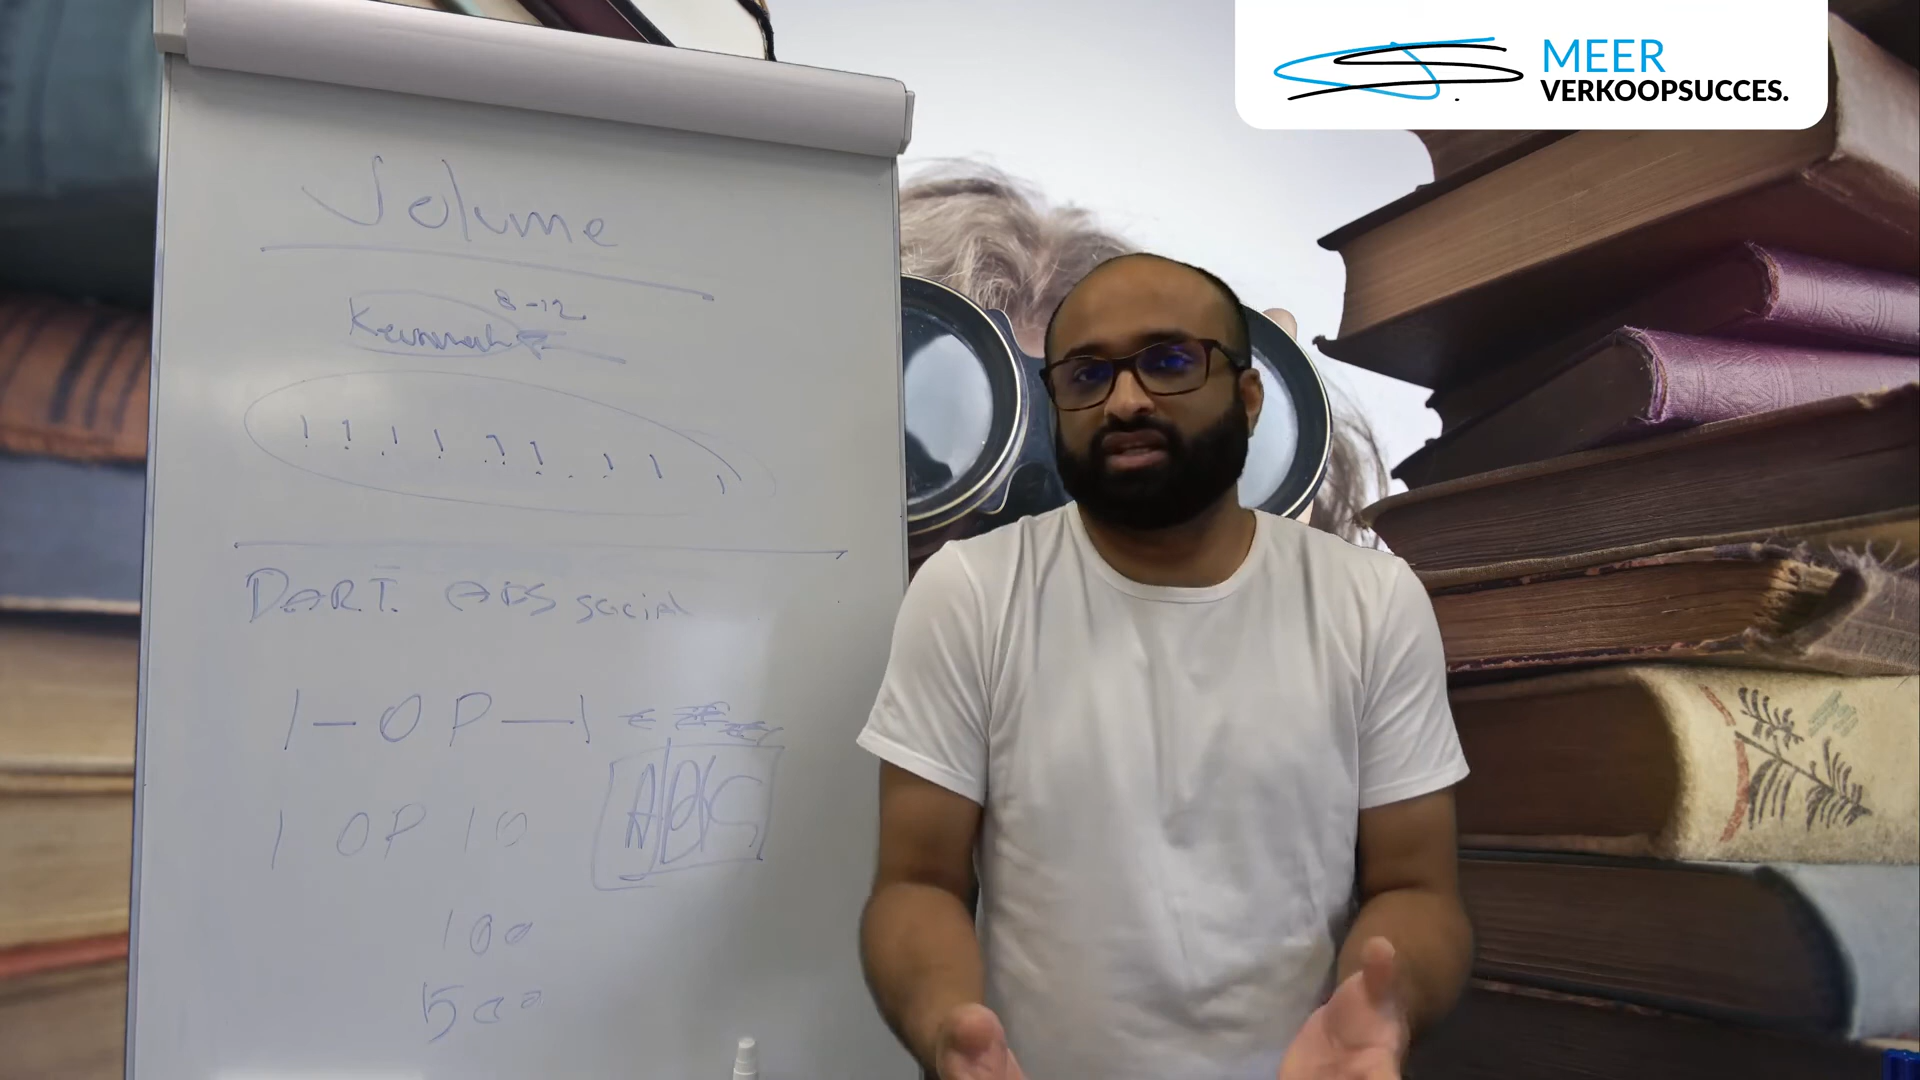 Volume
8-12
! ! ! ! ! ! ! ! !
D.A.R.T. ADS social
1 - OP - 1
1 OP 10
100
500
MEER
VERKOOPSUCCES.